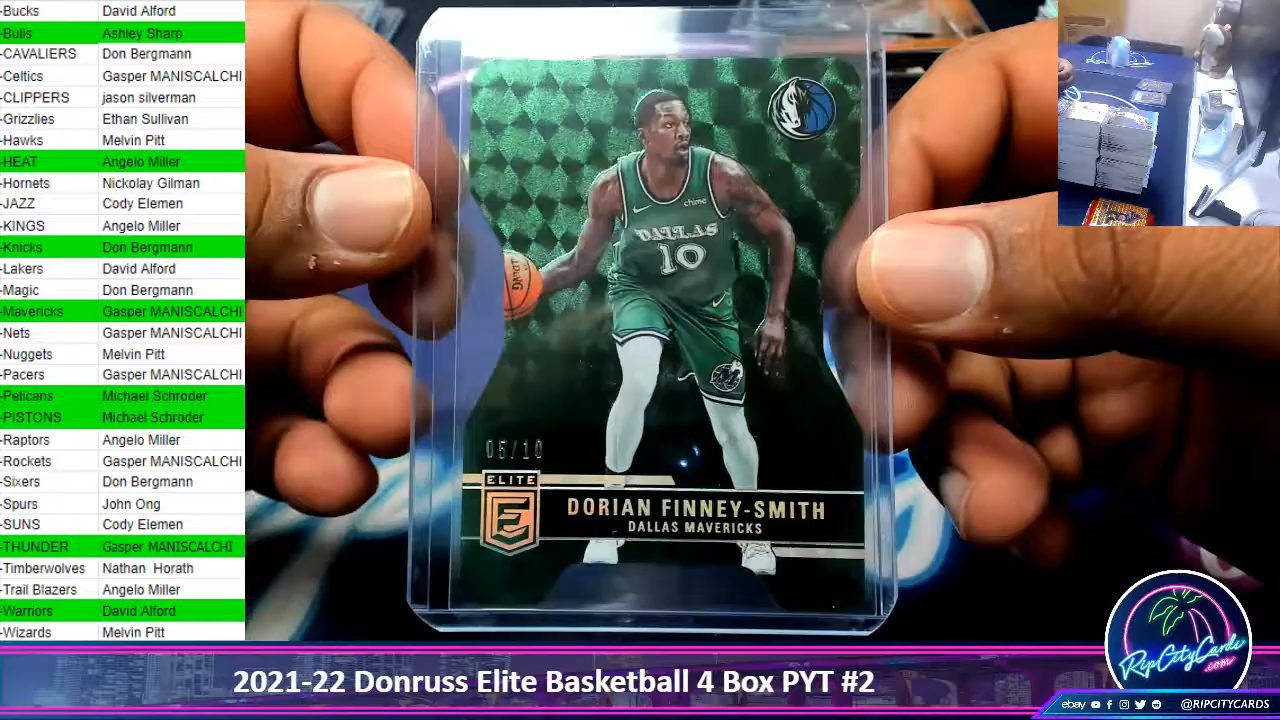 -Bucks David Alford
-Bulls Ashley Sharp
-CAVALIERS Don Bergmann
-Celtics Gasper MANISCALCHI
-CLIPPERS jason silverman
-Grizzlies Ethan Sullivan
-Hawks Melvin Pitt
-HEAT Angelo Miller
-Hornets Nickolay Gilman
-JAZZ Cody Elemen
-KINGS Angelo Miller
-Knicks Don Bergmann
-Lakers David Alford
-Magic Don Bergmann
-Mavericks Gasper MANISCALCHI
-Nets Gasper MANISCALCHI
-Nuggets Melvin Pitt
-Pacers Gasper MANISCALCHI
-Pelicans Michael Schroder
-PISTONS Michael Schroder
-Raptors Angelo Miller
-Rockets Gasper MANISCALCHI
-Sixers Don Bergmann
-Spurs John Ong
-SUNS Cody Elemen
-THUNDER Gasper MANISCALCHI
-Timberwolves Nathan Horath
-Trail Blazers Angelo Miller
-Warriors David Alford
-Wizards Melvin Pitt
chime
DALLAS
10
05/10
ELITE
E
DORIAN FINNEY-SMITH
DALLAS MAVERICKS
RipCityCards
.com
2021-22 Donruss Elite Basketball 4 Box PYT #2
ebay @RIPCITYCARDS